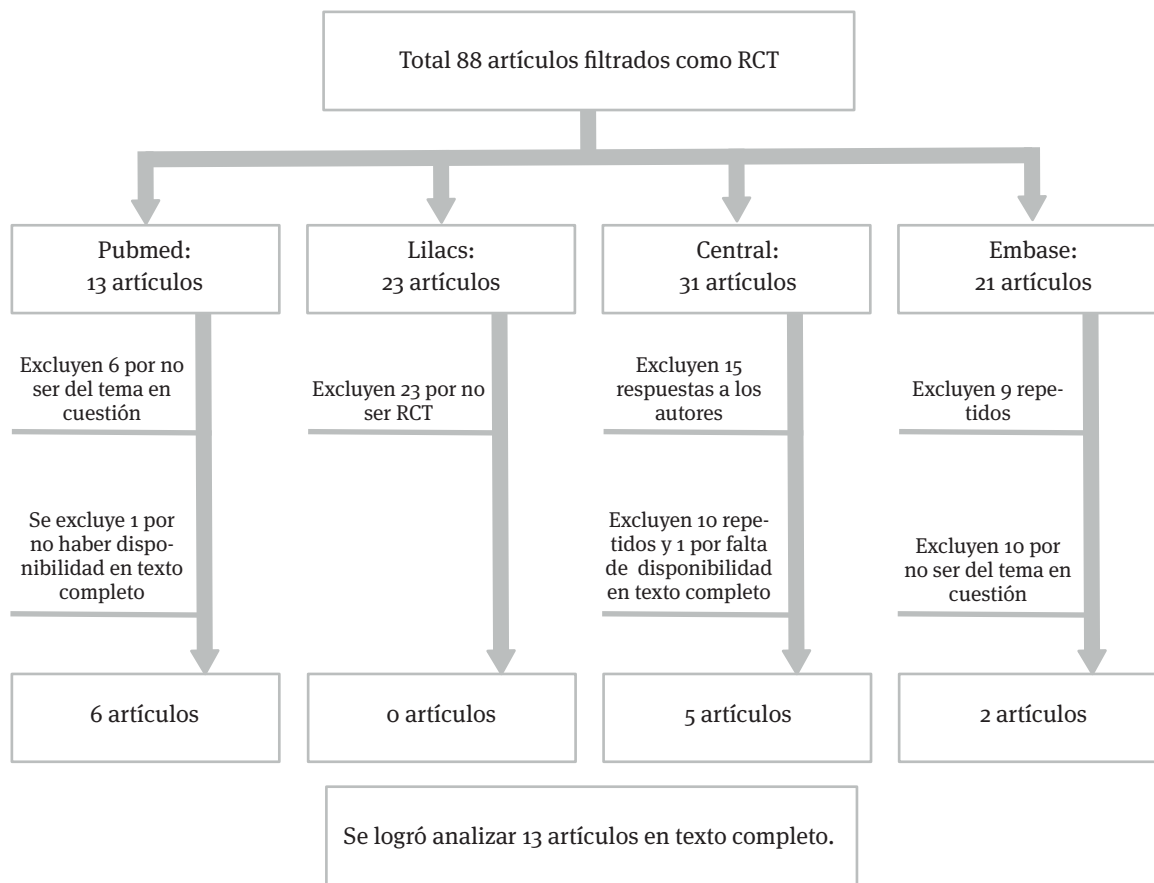 Total 88 artículos filtrados como RCT
Pubmed:
13 artículos
Lilacs:
23 artículos
Central:
31 artículos
Embase:
21 artículos
Excluyen 6 por no
ser del tema en
cuestión
Excluyen 23 por no
ser RCT
Excluyen 15
respuestas a los
autores
Excluyen 9 repe-
tidos
Se excluye 1 por
no haber dispo-
nibilidad en texto
completo
Excluyen 10 repe-
tidos y 1 por falta
de disponibilidad
en texto completo
Excluyen 10 por
no ser del tema en
cuestión
6 artículos
0 artículos
5 artículos
2 artículos
Se logró analizar 13 artículos en texto completo.